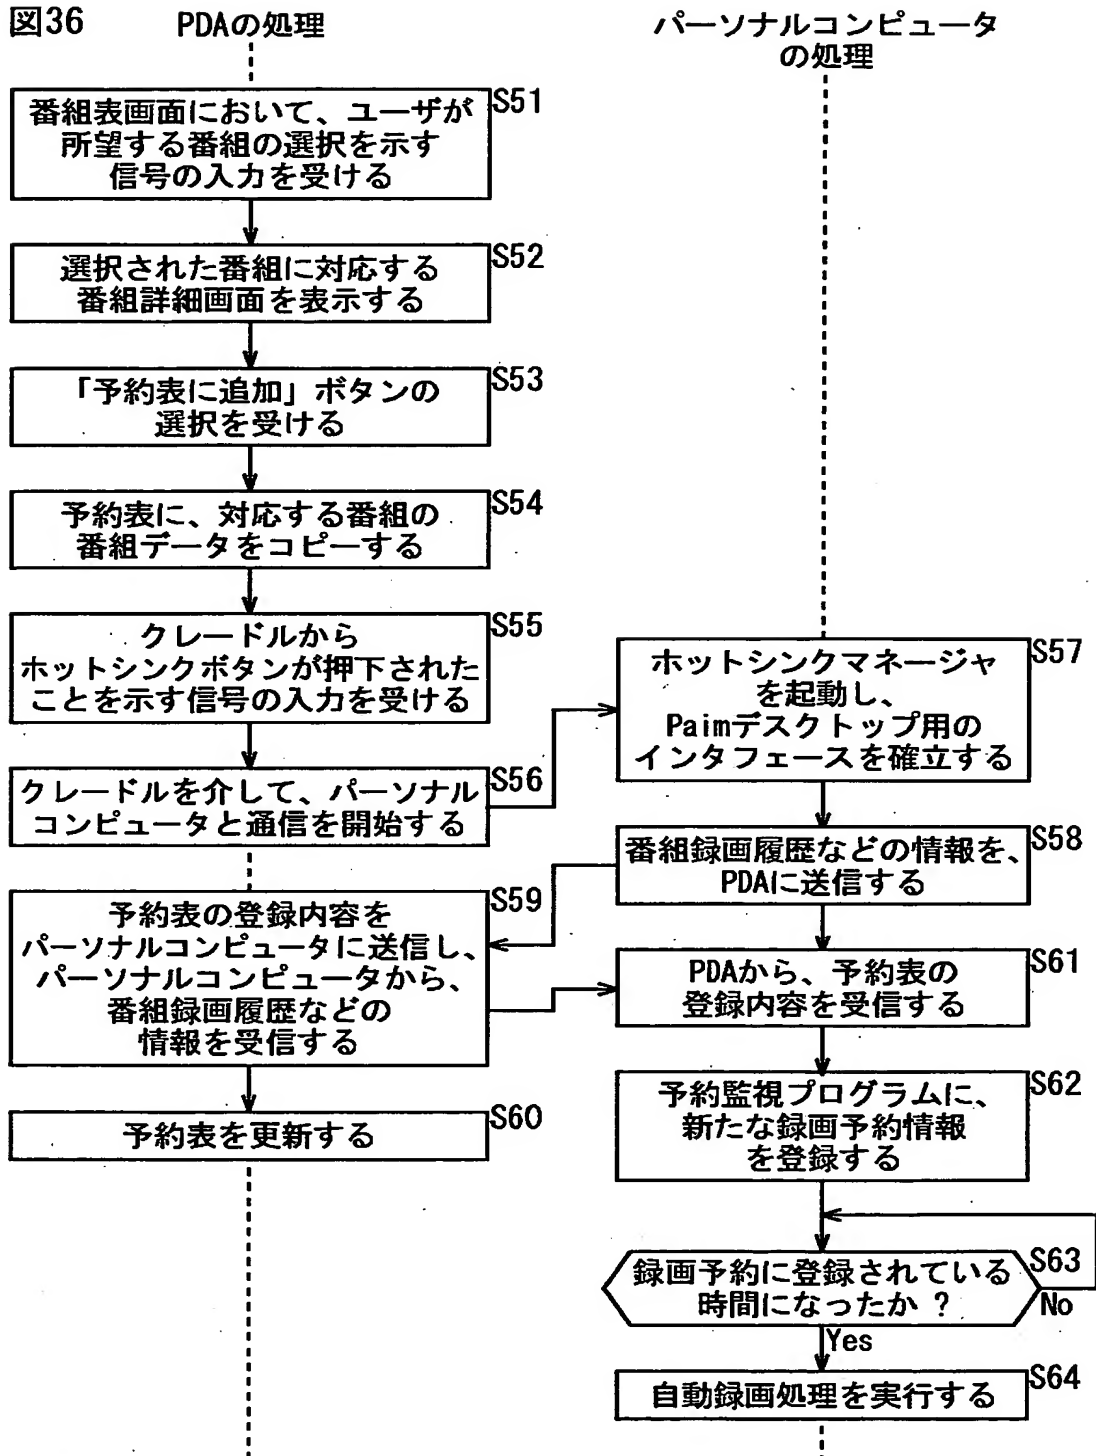 図36
PDAの処理
パーソナルコンピュータ
の処理
S51
番組表画面において、ユーザが
所望する番組の選択を示す
信号の入力を受ける
S52
選択された番組に対応する
番組詳細画面を表示する
S53
「予約表に追加」ボタンの
選択を受ける
S54
予約表に、対応する番組の
番組データをコピーする
S55
クレードルから
ホットシンクボタンが押下された
ことを示す信号の入力を受ける
S56
クレードルを介して、パーソナル
コンピュータと通信を開始する
S57
ホットシンクマネージャ
を起動し、
Paimデスクトップ用の
インタフェースを確立する
S58
番組録画履歴などの情報を、
PDAに送信する
S59
予約表の登録内容を
パーソナルコンピュータに送信し、
パーソナルコンピュータから、
番組録画履歴などの
情報を受信する
S60
予約表を更新する
S61
PDAから、予約表の
登録内容を受信する
S62
予約監視プログラムに、
新たな録画予約情報
を登録する
S63
録画予約に登録されている
時間になったか ?
No
Yes
S64
自動録画処理を実行する